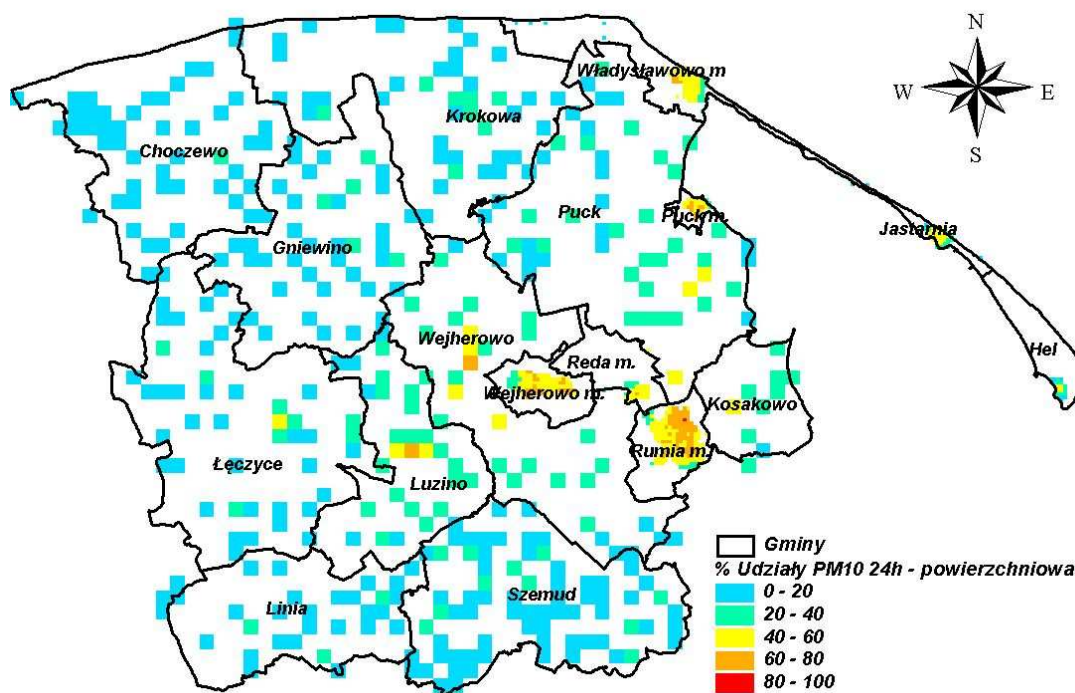 N
W E
S
Władysławowo m
Krokowa
Choczewo
Puck
Puck m.
Jastarnia
Gniewino
Wejherowo
Reda m.
Hel
Wejherowo m.
Kosakowo
Rumia m.
Łęczyce
Luzino
Linia
Szemud
Gminy
% Udziały PM10 24h - powierzchniowa
0 - 20
20 - 40
40 - 60
60 - 80
80 - 100